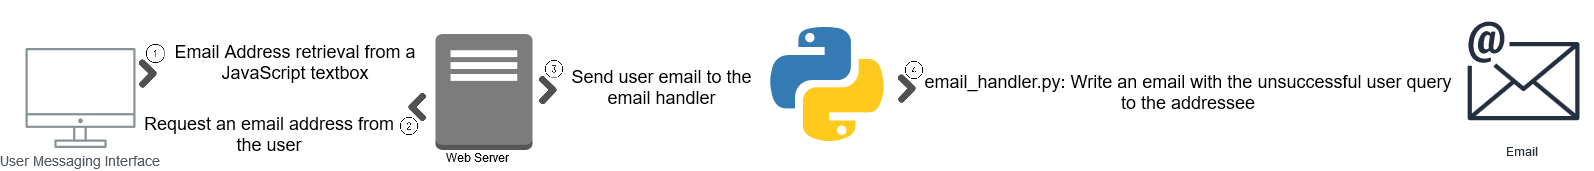 1
Email Address retrieval from a
JavaScript textbox
2
Request an email address from
the user
User Messaging Interface
Web Server
3
Send user email to the
email handler
4
email_handler.py: Write an email with the unsuccessful user query
to the addressee
@
Email